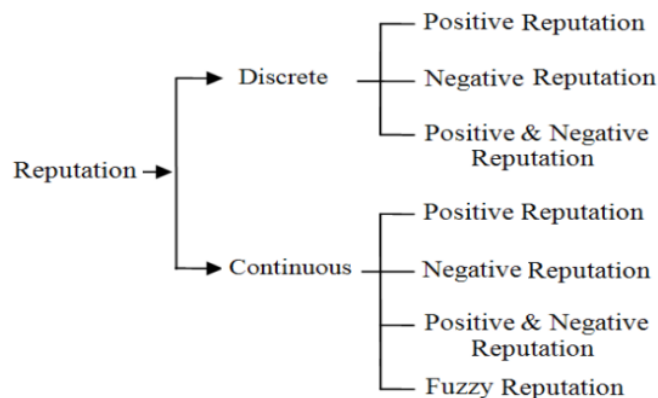 Positive Reputation
Discrete
Negative Reputation
Positive & Negative
Reputation
Reputation
Positive Reputation
Continuous
Negative Reputation
Positive & Negative
Reputation
Fuzzy Reputation